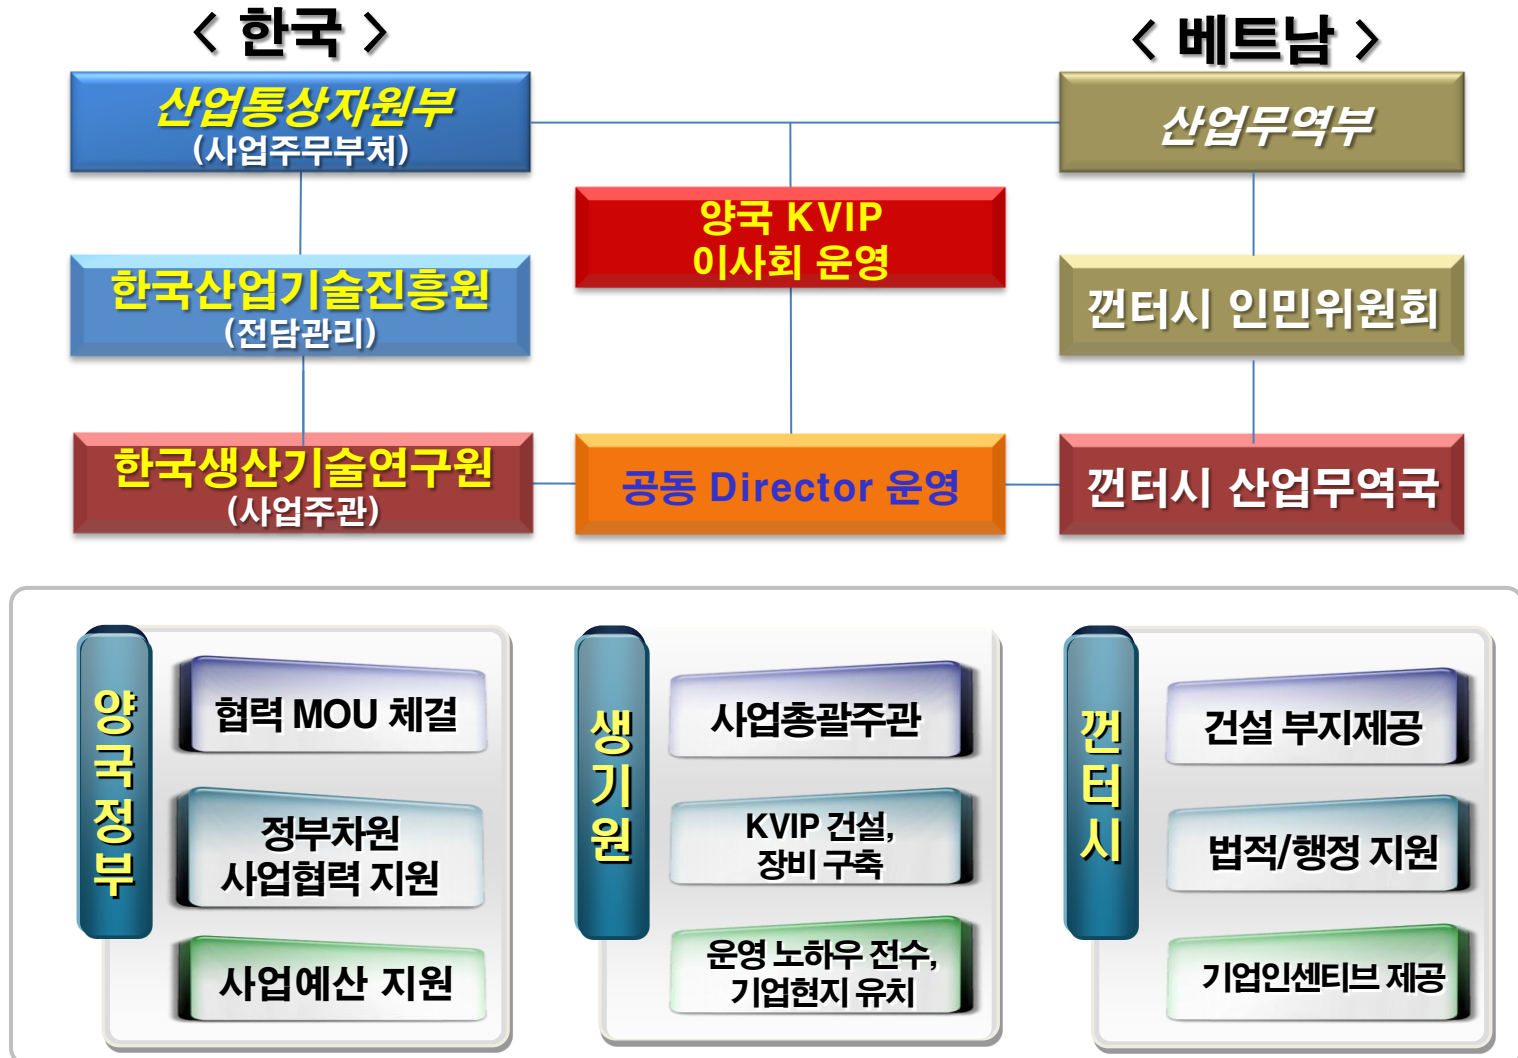 < 한국 >
< 베트남 >
산업통상자원부
(사업주무부처)
산업무역부
양국 KVIP
이사회 운영
한국산업기술진흥원
(전담관리)
껀터시 인민위원회
한국생산기술연구원
(사업주관)
공동 Director 운영
껀터시 산업무역국
양국정부
협력 MOU 체결
정부차원
사업협력 지원
사업예산 지원
생기원
사업총괄주관
KVIP 건설,
장비 구축
운영 노하우 전수,
기업현지 유치
껀터시
건설 부지제공
법적/행정 지원
기업인센티브 제공